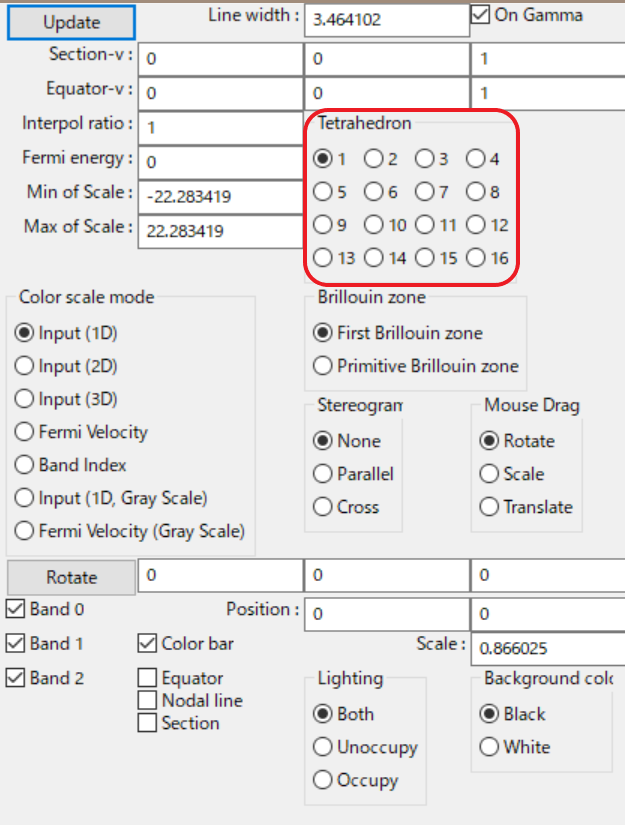 Update Line width : 3.464102 On Gamma
Section-v : 0 0 1
Equator-v : 0 0 1
Interpol ratio : 1
Fermi energy : 0
Min of Scale : -22.283419
Max of Scale : 22.283419
Tetrahedron
1 2 3 4
5 6 7 8
9 10 11 12
13 14 15 16
Color scale mode
Input (1D)
Input (2D)
Input (3D)
Fermi Velocity
Band Index
Input (1D, Gray Scale)
Fermi Velocity (Gray Scale)
Brillouin zone
First Brillouin zone
Primitive Brillouin zone
Stereogram
None
Parallel
Cross
Mouse Drag
Rotate
Scale
Translate
Rotate 0 0 0
Band 0 Position : 0 0
Band 1 Color bar Scale : 0.866025
Band 2
Equator
Nodal line
Section
Lighting
Both
Unoccupy
Occupy
Background colo
Black
White